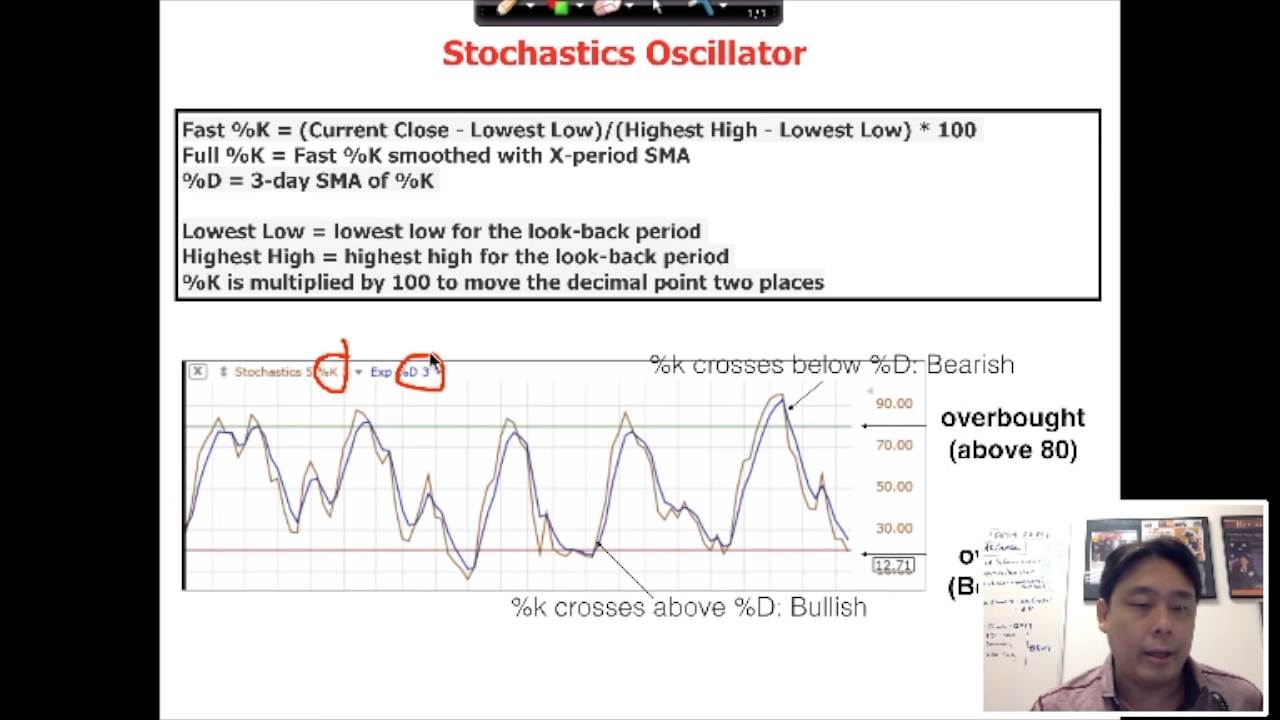 1/1
Stochastics Oscillator
Fast %K = (Current Close - Lowest Low)/(Highest High - Lowest Low) * 100
Full %K = Fast %K smoothed with X-period SMA
%D = 3-day SMA of %K
Lowest Low = lowest low for the look-back period
Highest High = highest high for the look-back period
%K is multiplied by 100 to move the decimal point two places
X Stochastics 5 %K Exp %D 3
%k crosses below %D: Bearish
90.00
overbought
(above 80)
70.00
50.00
30.00
12.71
%k crosses above %D: Bullish